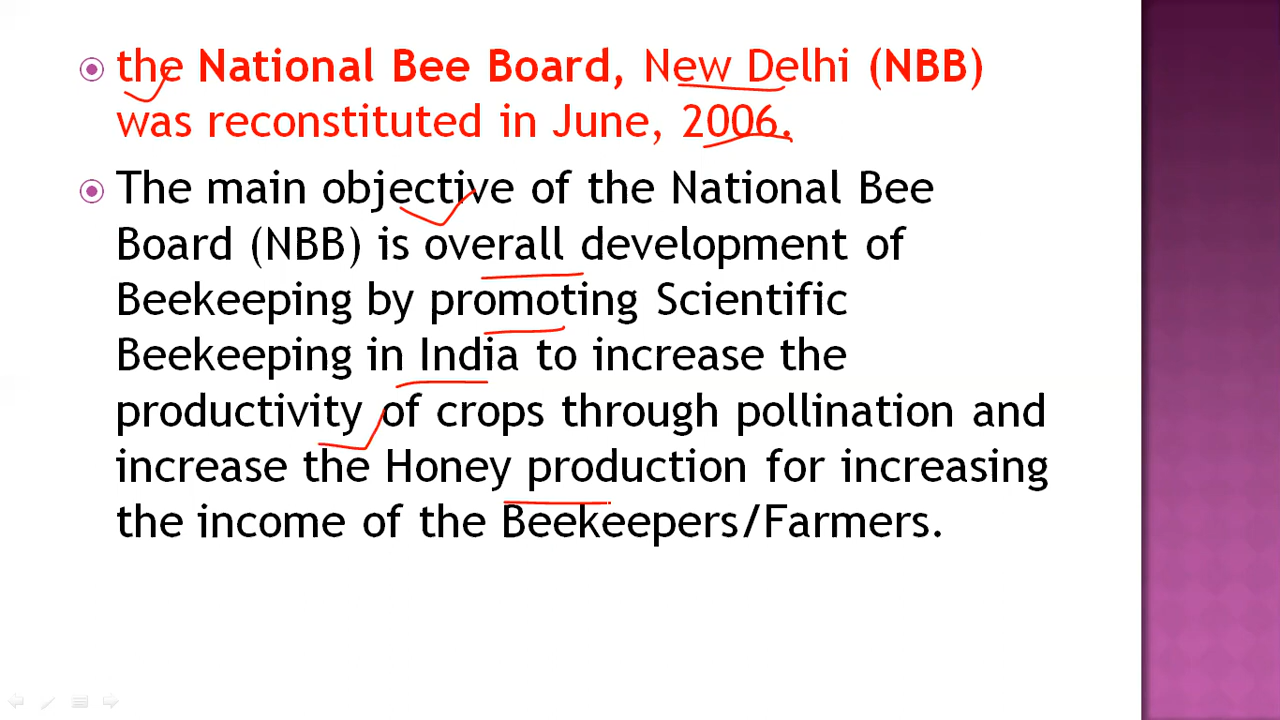 the National Bee Board, New Delhi (NBB)
was reconstituted in June, 2006.
The main objective of the National Bee
Board (NBB) is overall development of
Beekeeping by promoting Scientific
Beekeeping in India to increase the
productivity of crops through pollination and
increase the Honey production for increasing
the income of the Beekeepers/Farmers.